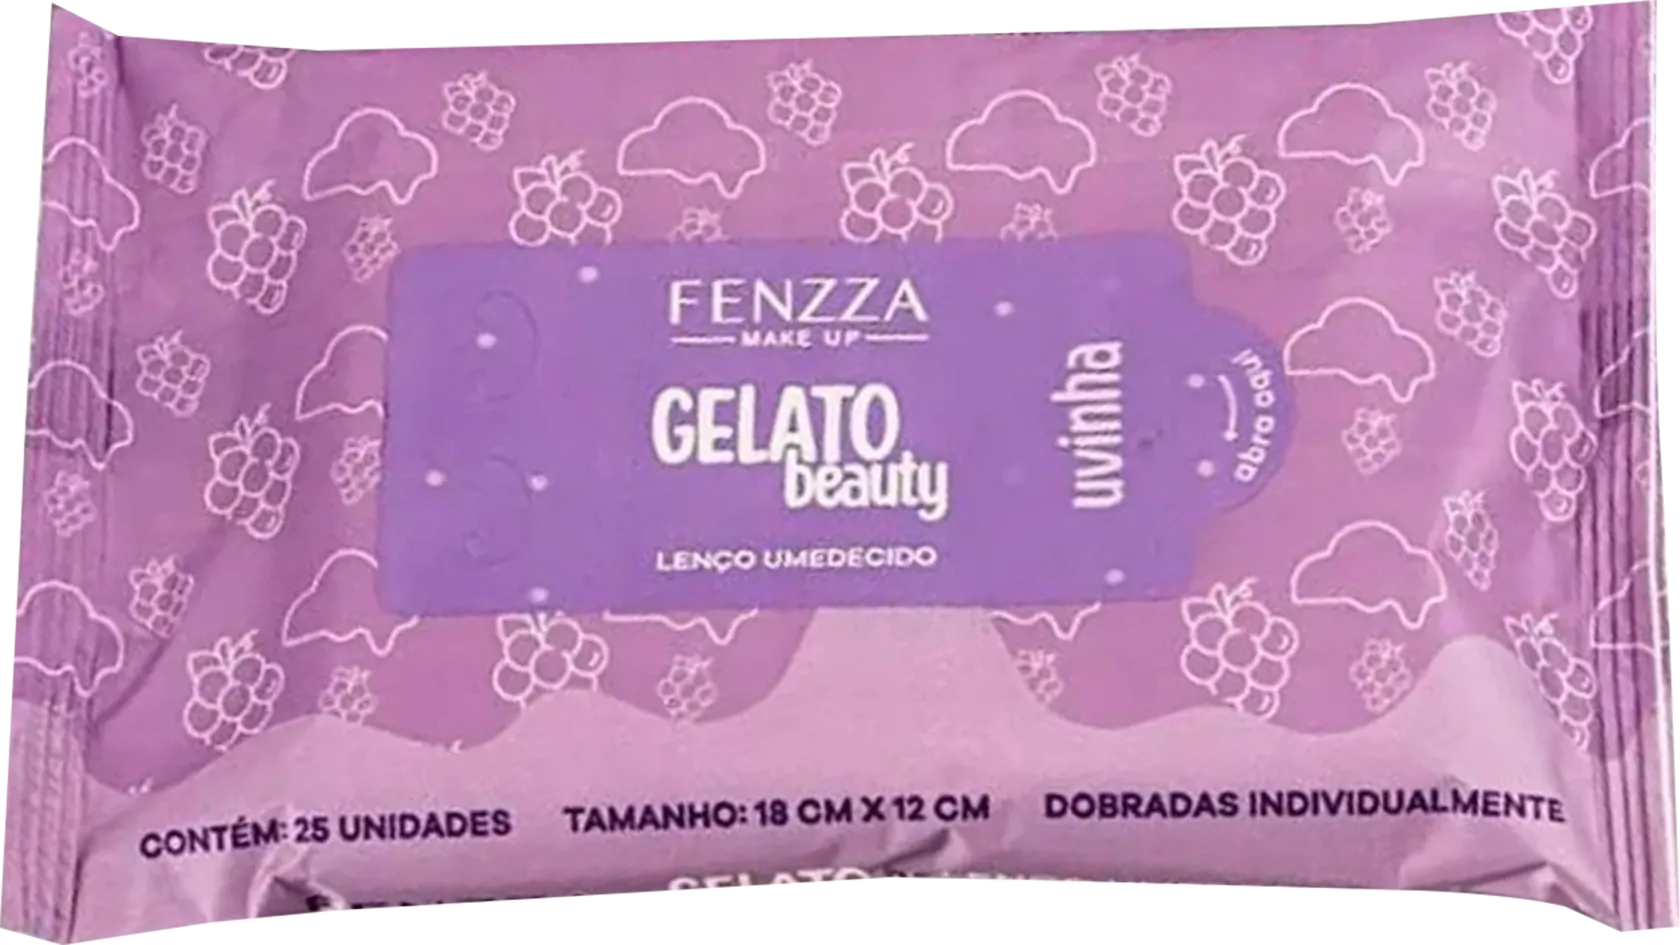 FENZZA
MAKE UP
GELATO
beauty
LENÇO UMEDECIDO
uvinha
abra aqui
CONTÉM: 25 UNIDADES TAMANHO: 18 CM X 12 CM DOBRADAS INDIVIDUALMENTE
GELATO